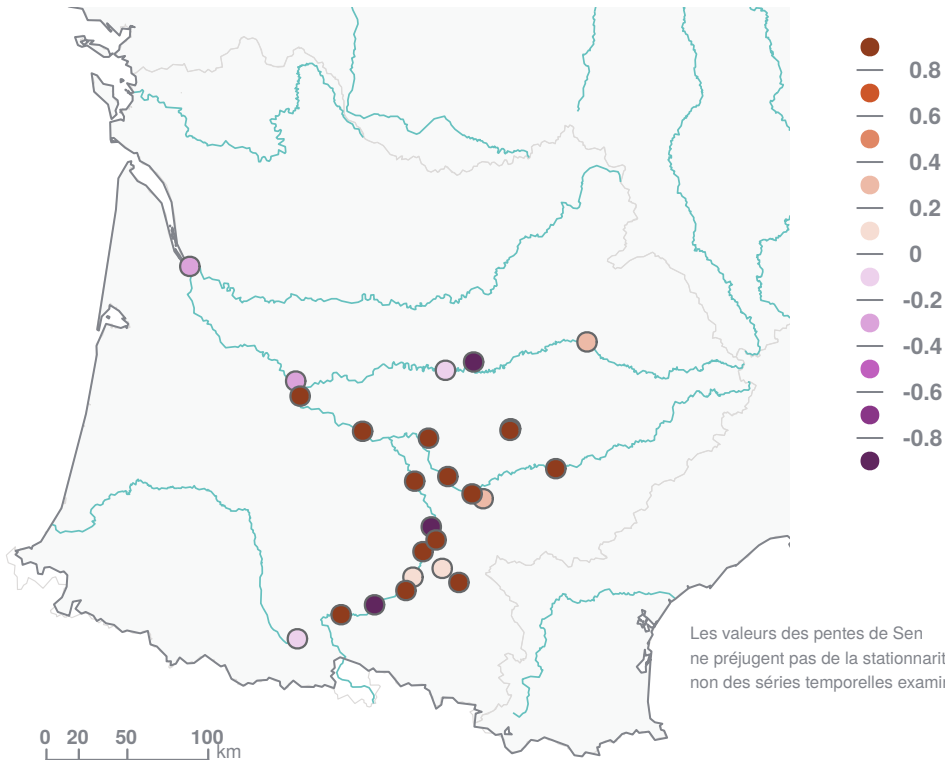 0.8
0.6
0.4
0.2
0
-0.2
-0.4
-0.6
-0.8
Les valeurs des pentes de Sen
ne préjugent pas de la stationnarit
non des séries temporelles examin
0 20 50 100
km